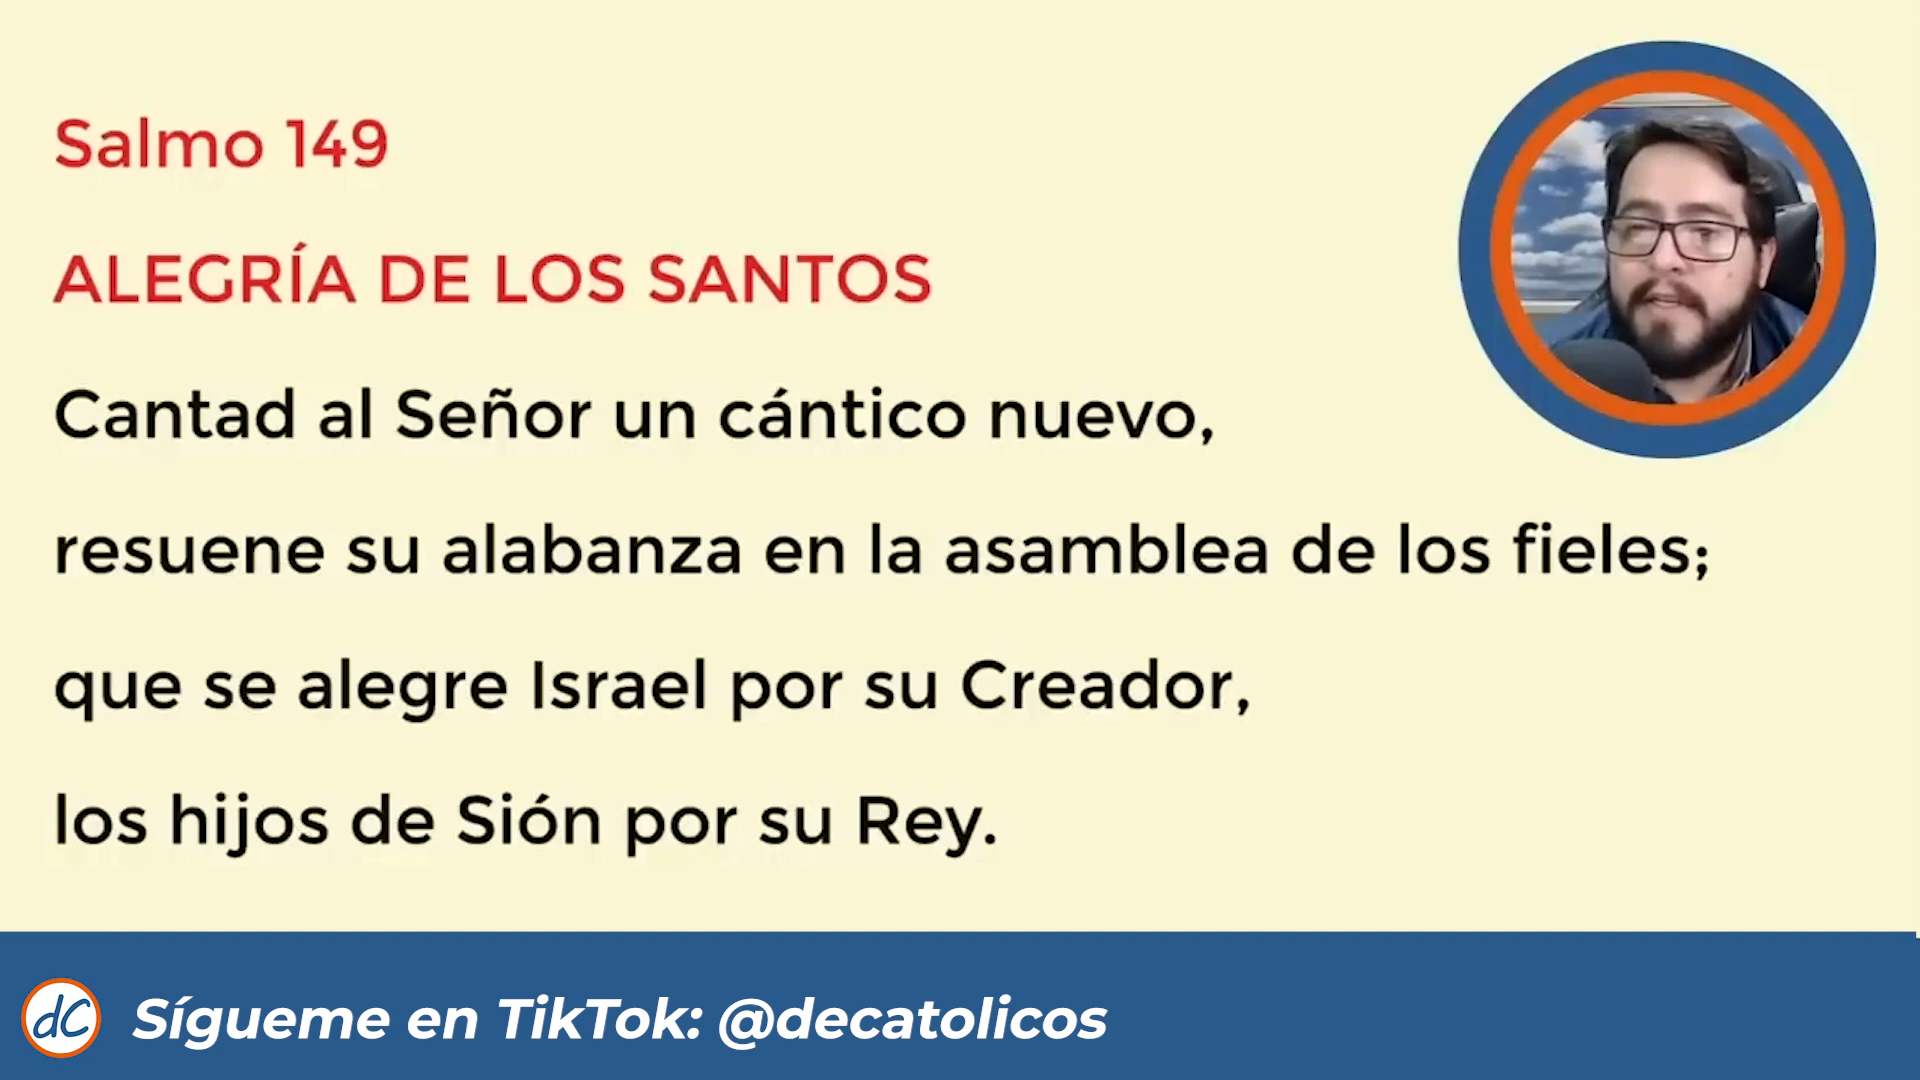 Salmo 149
ALEGRÍA DE LOS SANTOS
Cantad al Señor un cántico nuevo,
resuene su alabanza en la asamblea de los fieles;
que se alegre Israel por su Creador,
los hijos de Sión por su Rey.
dC Sígueme en TikTok: @decatolicos